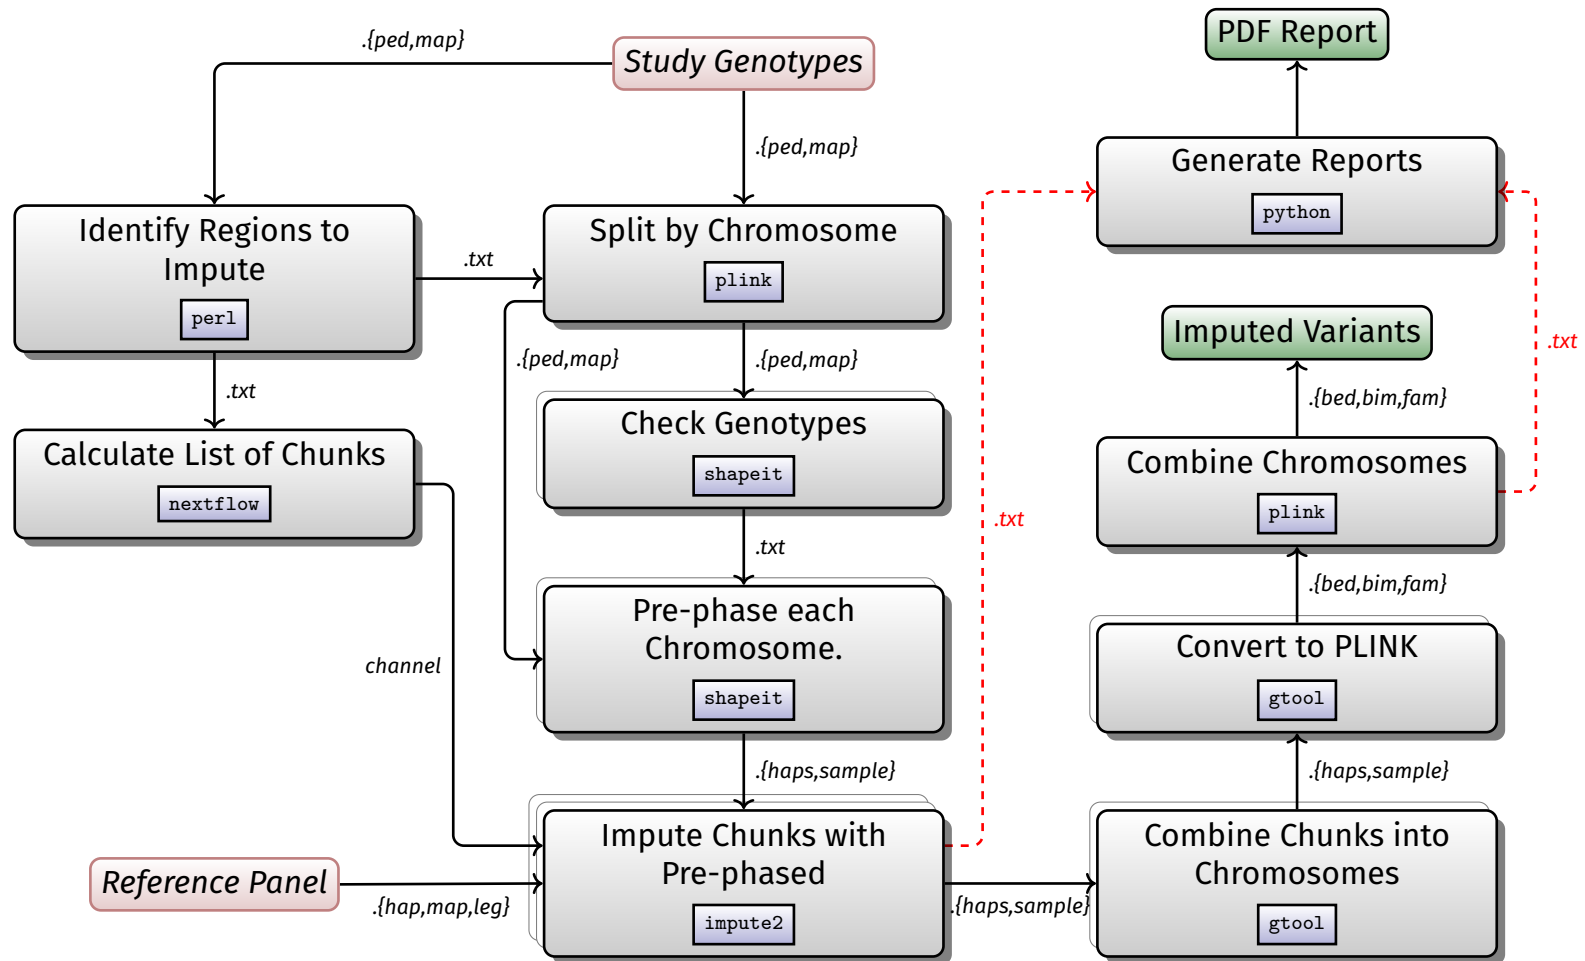 .{ped,map}
Study Genotypes
.{ped,map}
Identify Regions to
Impute
perl
.txt
Split by Chromosome
plink
.txt
.{ped,map}
.{ped,map}
Calculate List of Chunks
nextflow
Check Genotypes
shapeit
.txt
Pre-phase each
Chromosome.
shapeit
channel
.{haps,sample}
Impute Chunks with
Pre-phased
impute2
Reference Panel
.{hap,map,leg}
.{haps,sample}
Combine Chunks into
Chromosomes
gtool
.{haps,sample}
Convert to PLINK
gtool
.{bed,bim,fam}
Combine Chromosomes
plink
.{bed,bim,fam}
Imputed Variants
.txt
.txt
Generate Reports
python
PDF Report